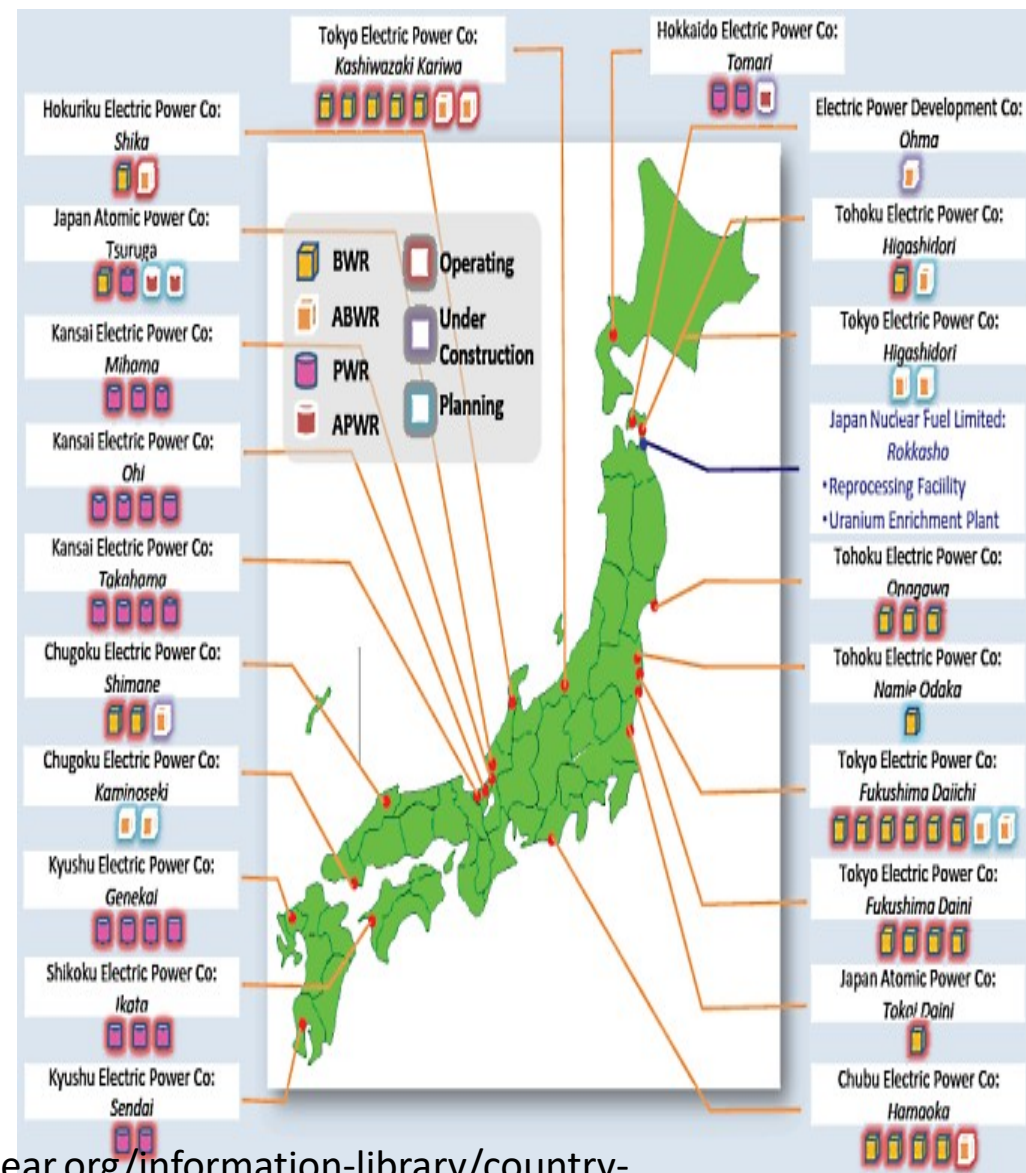 Tokyo Electric Power Co:
Kashiwazaki Kariwa
Hokkaido Electric Power Co:
Tomari
Hokuriku Electric Power Co:
Shika
Japan Atomic Power Co:
Tsuruga
Kansai Electric Power Co:
Mihama
Kansai Electric Power Co:
Ohi
Kansai Electric Power Co:
Takahama
Chugoku Electric Power Co:
Shimane
Chugoku Electric Power Co:
Kaminoseki
Kyushu Electric Power Co:
Genekai
Shikoku Electric Power Co:
Ikata
Kyushu Electric Power Co:
Sendai
BWR
ABWR
PWR
APWR
Operating
Under
Construction
Planning
Electric Power Development Co:
Ohma
Tohoku Electric Power Co:
Higashidori
Tokyo Electric Power Co:
Higashidori
Japan Nuclear Fuel Limited:
Rokkasho
•Reprocessing Faciility
•Uranium Enrichment Plant
Tohoku Electric Power Co:
Onagawa
Tohoku Electric Power Co:
Namie Odaka
Tokyo Electric Power Co:
Fukushima Daiichi
Tokyo Electric Power Co:
Fukushima Daini
Japan Atomic Power Co:
Tokai Daini
Chubu Electric Power Co:
Hamaoka
ear.org/information-library/country-